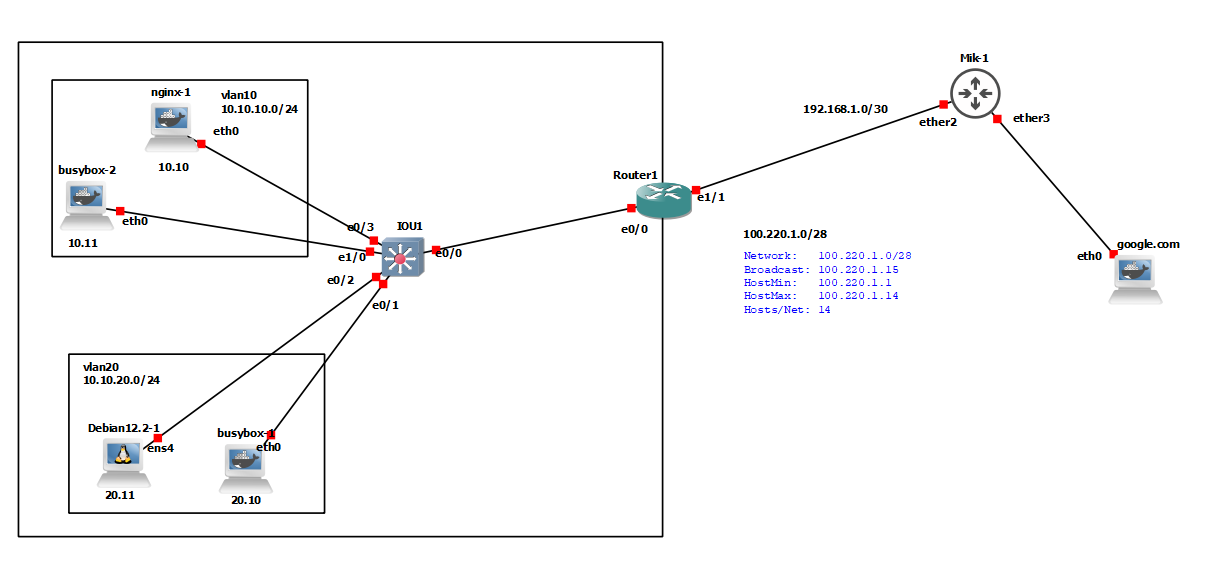 Mik-1
nginx-1
vlan10
10.10.10.0/24
192.168.1.0/30
ether2
ether3
eth0
10.10
busybox-2
Router1
e1/1
eth0
10.11
e0/3
IOU1
e0/0
e1/0
e0/0
e0/2
e0/1
100.220.1.0/28
Network: 100.220.1.0/28
Broadcast: 100.220.1.15
HostMin: 100.220.1.1
HostMax: 100.220.1.14
Hosts/Net: 14
google.com
eth0
vlan20
10.10.20.0/24
Debian12.2-1
ens4
20.11
busybox-1
eth0
20.10